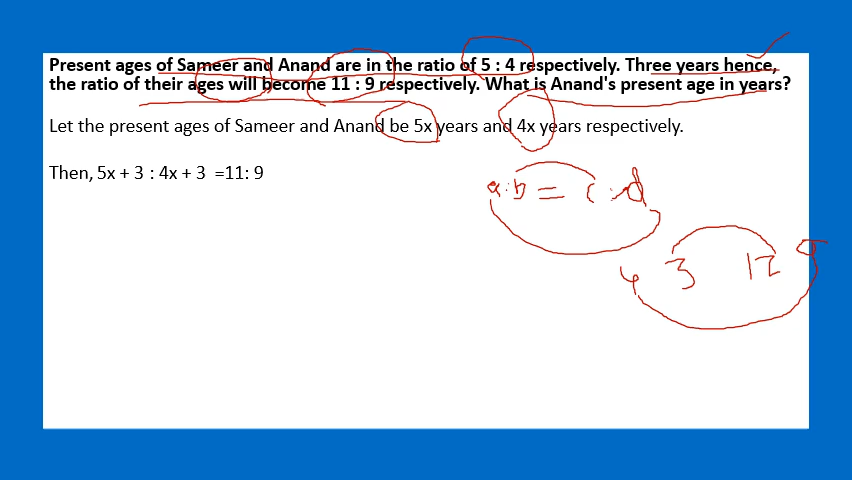 Present ages of Sameer and Anand are in the ratio of 5 : 4 respectively. Three years hence,
the ratio of their ages will become 11 : 9 respectively. What is Anand's present age in years?
Let the present ages of Sameer and Anand be 5x years and 4x years respectively.
Then, 5x + 3 : 4x + 3 =11: 9
a:b = c:d
4 3 12 9